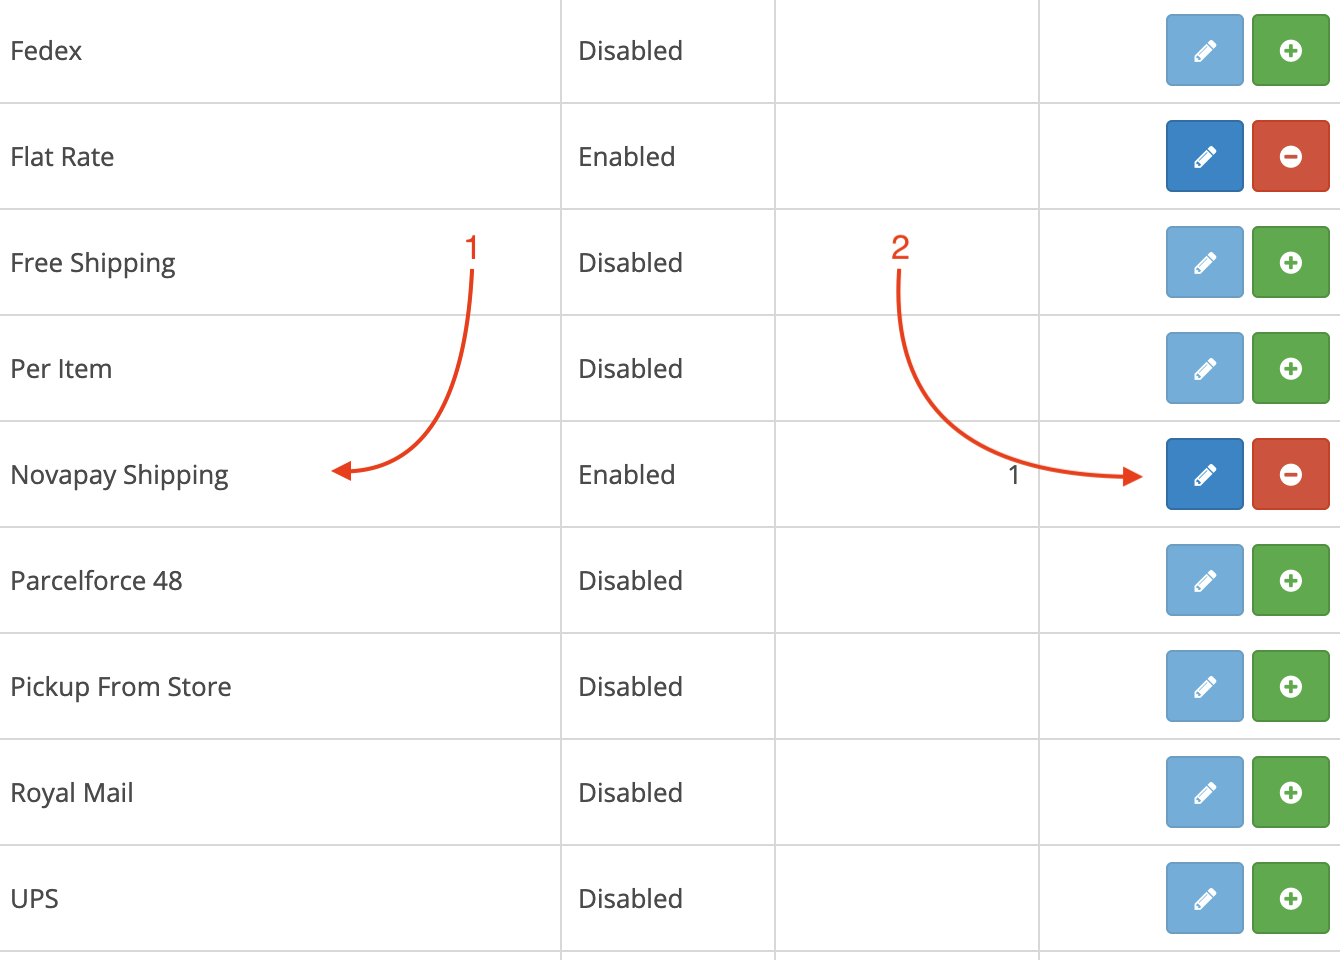 Fedex Disabled
Flat Rate Enabled
Free Shipping 1 Disabled 2
Per Item Disabled
Novapay Shipping Enabled 1
Parcelforce 48 Disabled
Pickup From Store Disabled
Royal Mail Disabled
UPS Disabled